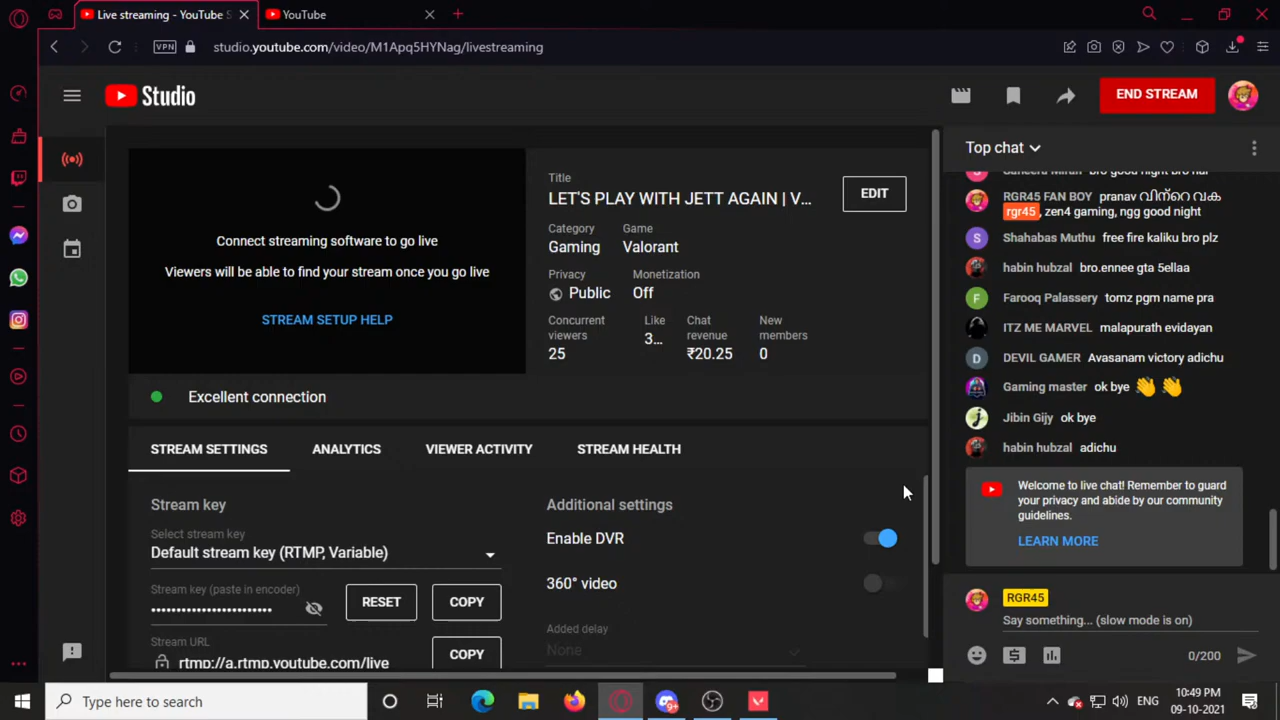 Live streaming - YouTube S
YouTube
VPN
studio.youtube.com/video/M1Apq5HYNag/livestreaming
Studio
END STREAM
Connect streaming software to go live
Viewers will be able to find your stream once you go live
STREAM SETUP HELP
Title
LET'S PLAY WITH JETT AGAIN | V...
EDIT
Category
Gaming
Game
Valorant
Privacy
Public
Monetization
Off
Concurrent
viewers
25
Like
3...
Chat
revenue
₹20.25
New
members
0
Excellent connection
STREAM SETTINGS
ANALYTICS
VIEWER ACTIVITY
STREAM HEALTH
Stream key
Select stream key
Default stream key (RTMP, Variable)
Stream key (paste in encoder)
RESET
COPY
Stream URL
rtmp://a.rtmp.youtube.com/live
COPY
Additional settings
Enable DVR
360° video
Added delay
None
Top chat
RGR45 FAN BOY pranav വിന്റെ വക
rgr45, zen4 gaming, ngg good night
S Shahabas Muthu free fire kaliku bro plz
habin hubzal bro.ennee gta 5ellaa
F Farooq Palassery tomz pgm name pra
ITZ ME MARVEL malapurath evidayan
D DEVIL GAMER Avasanam victory adichu
Gaming master ok bye 👋 👋
Jibin Gijy ok bye
habin hubzal adichu
Welcome to live chat! Remember to guard
your privacy and abide by our community
guidelines.
LEARN MORE
RGR45
Say something... (slow mode is on)
0/200
Type here to search
9+
ENG
10:49 PM
09-10-2021